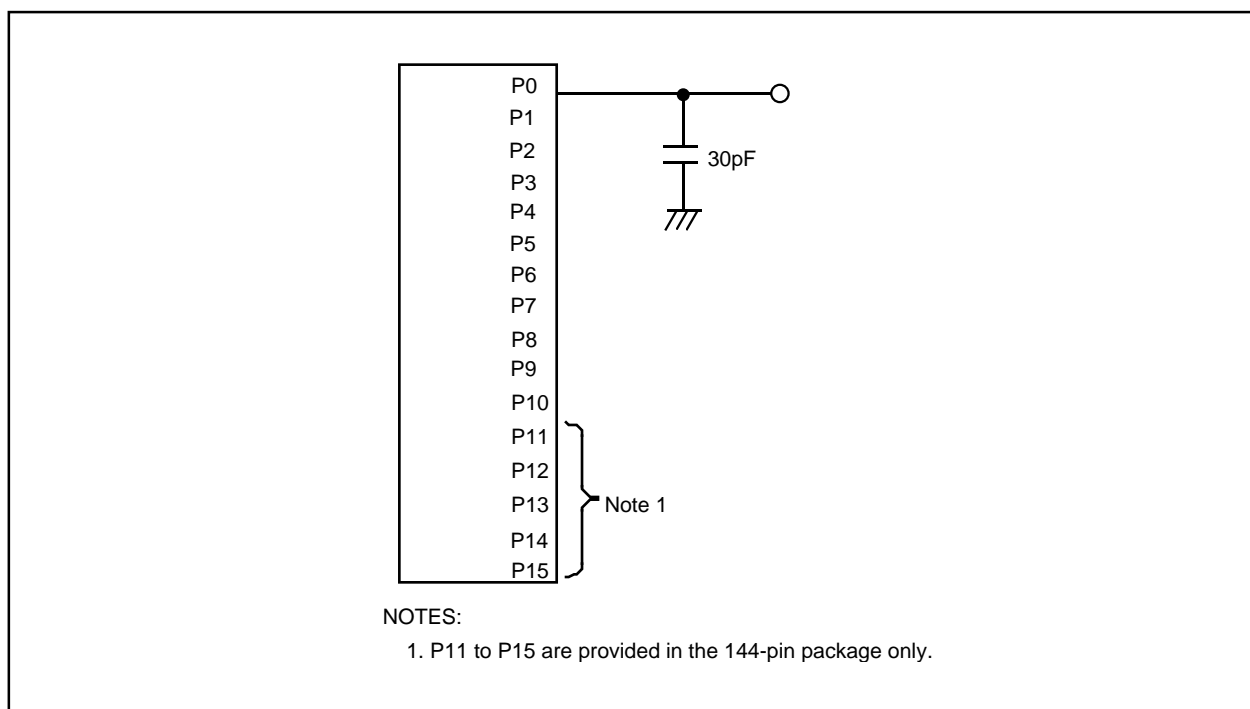 P0
P1
P2
30pF
P3
P4
P5
P6
P7
P8
P9
P10
P11
P12
P13
Note 1
P14
P15
NOTES:
1. P11 to P15 are provided in the 144-pin package only.